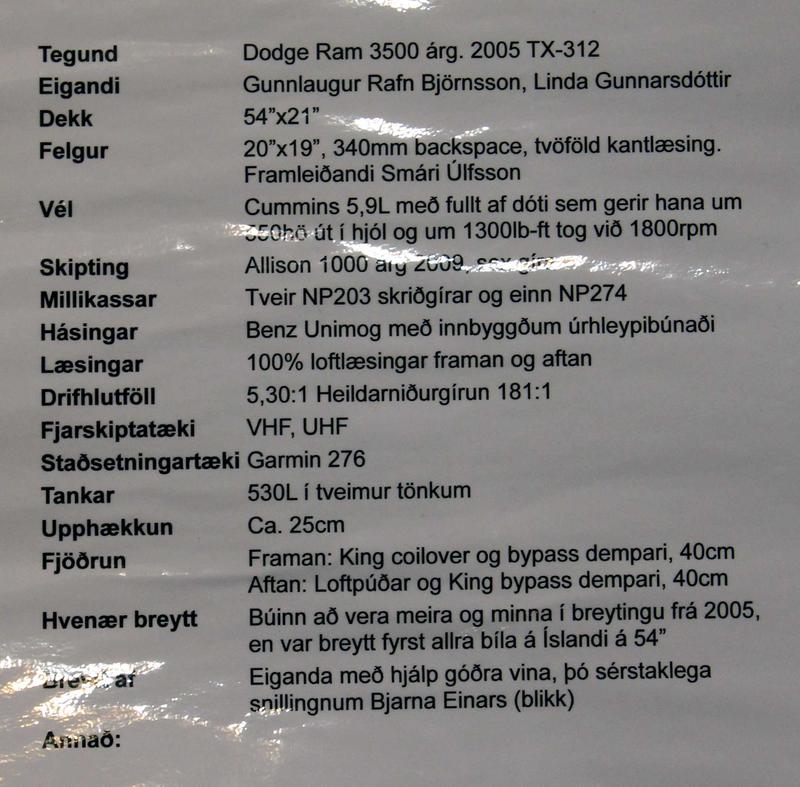 Tegund Dodge Ram 3500 árg. 2005 TX-312
Eigandi Gunnlaugur Rafn Björnsson, Linda Gunnarsdóttir
Dekk 54”x21”
Felgur 20”x19”, 340mm backspace, tvöföld kantlæsing.
Framleiðandi Smári Úlfsson
Vél Cummins 5,9L með fullt af dóti sem gerir hana um
út í hjól og um 1300lb-ft tog við 1800rpm
Skipting Allison 1000 árg 2009, sex
Millikassar Tveir NP203 skriðgírar og einn NP274
Hásingar Benz Unimog með innbyggðum úrhleypibúnaði
Læsingar 100% loftlæsingar framan og aftan
Drifhlutföll 5,30:1 Heildarniðurgírun 181:1
Fjarskiptatæki VHF, UHF
Staðsetningartæki Garmin 276
Tankar 530L í tveimur tönkum
Upphækkun Ca. 25cm
Fjöðrun Framan: King coilover og bypass dempari, 40cm
Aftan: Loftpúðar og King bypass dempari, 40cm
Hvenær breytt Búinn að vera meira og minna í breytingu frá 2005,
en var breytt fyrst allra bíla á Íslandi á 54”
af Eiganda með hjálp góðra vina, þó sérstaklega
snillingnum Bjarna Einars (blikk)
Annað: